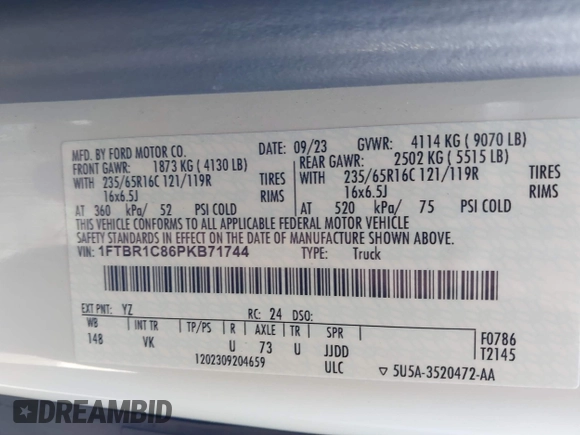 MFD. BY FORD MOTOR CO.
DATE: 09/23 GVWR: 4114 KG ( 9070 LB)
FRONT GAWR: 1873 KG ( 4130 LB)
REAR GAWR: 2502 KG ( 5515 LB)
WITH 235/65R16C 121/119R TIRES
WITH 235/65R16C 121/119R TIRES
16x6.5J RIMS
16x6.5J RIMS
AT 360 kPa/ 52 PSI COLD
AT 520 kPa/ 75 PSI COLD
THIS VEHICLE CONFORMS TO ALL APPLICABLE FEDERAL MOTOR VEHICLE
SAFETY STANDARDS IN EFFECT ON THE DATE OF MANUFACTURE SHOWN ABOVE.
VIN: 1FTBR1C86PKB71744 TYPE: Truck
EXT PNT: YZ RC: 24 DSO:
WB INT TR TP/PS R AXLE TR SPR
148 VK U 73 U JJDD
F0786
T2145
1202309204659 ULC ▽ 5U5A-3520472-AA
DREAMBID